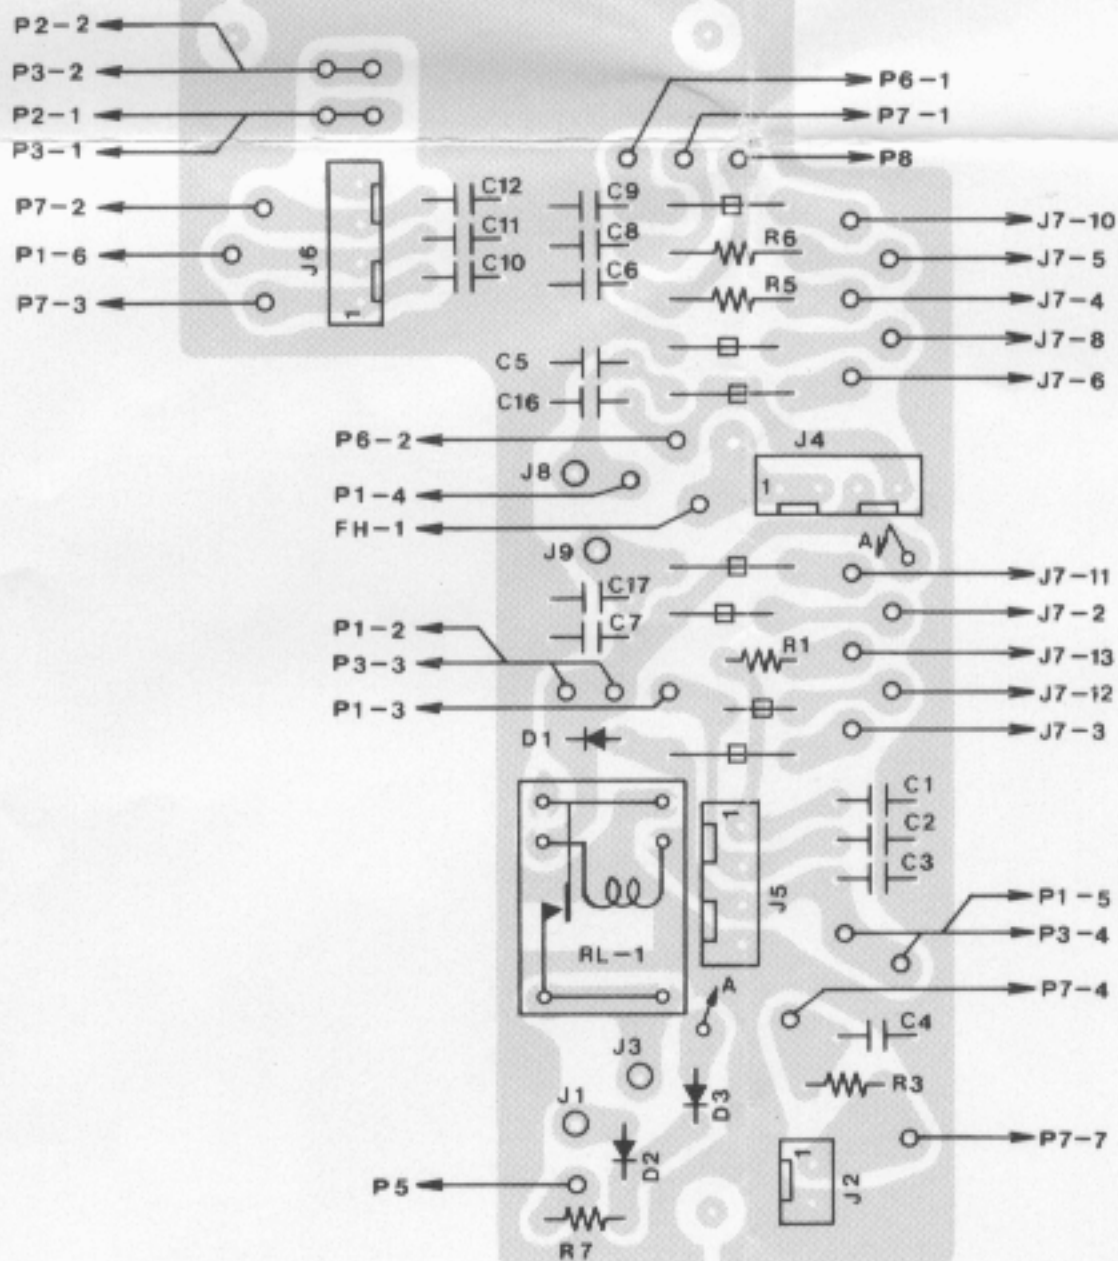 P2-2
P3-2
P2-1
P3-1
P7-2
P1-6
P7-3
J6
1
C12
C11
C10
C9
C8
C6
P6-1
P7-1
P8
R6
R5
J7-10
J7-5
J7-4
J7-8
J7-6
C5
C16
P6-2
J8
P1-4
FH-1
J4
1
A
J9
C17
C7
P1-2
P3-3
P1-3
R1
J7-11
J7-2
J7-13
J7-12
J7-3
D1
RL-1
1
J5
C1
C2
C3
P1-5
P3-4
P7-4
A
C4
J3
D3
R3
J1
D2
P7-7
P5
1
J2
R7